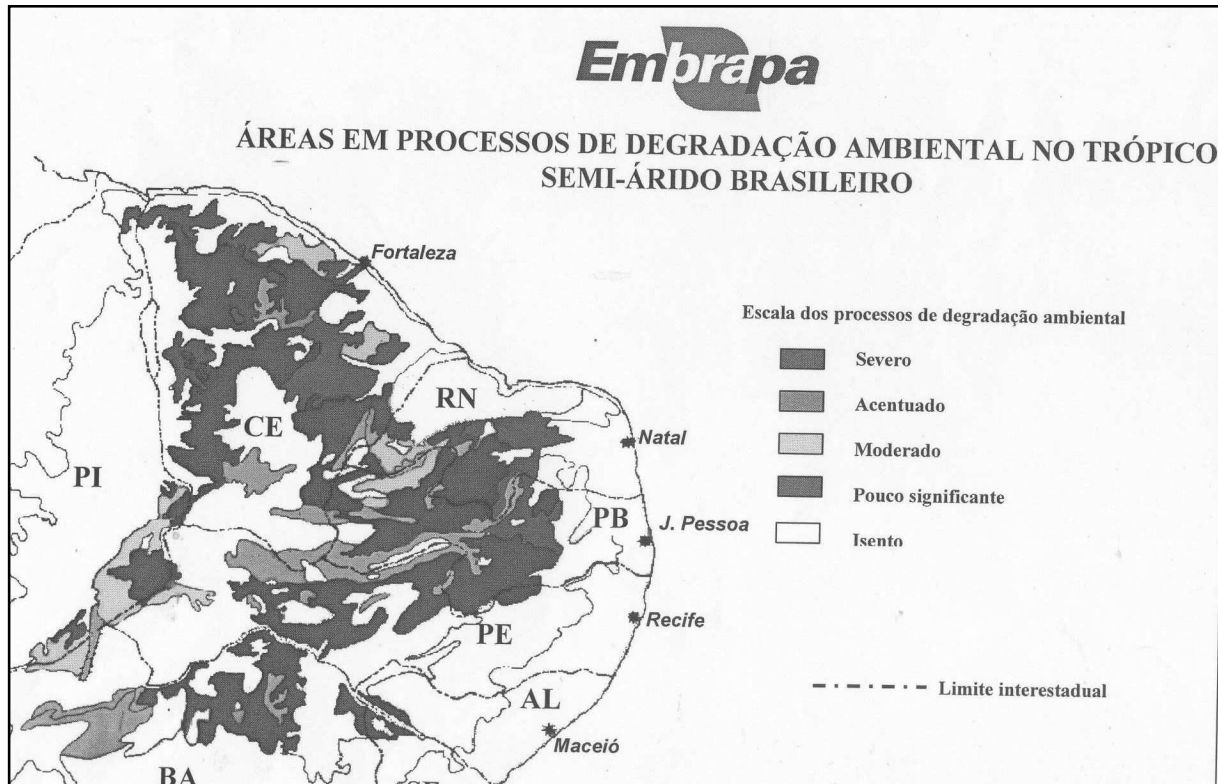 Embrapa
ÁREAS EM PROCESSOS DE DEGRADAÇÃO AMBIENTAL NO TRÓPICO
SEMI-ÁRIDO BRASILEIRO
Fortaleza
Escala dos processos de degradação ambiental
Severo
Acentuado
RN
CE
Natal
Moderado
PI
Pouco significante
PB
J. Pessoa
Isento
Recife
PE
Limite interestadual
AL
Maceió
BA
SE